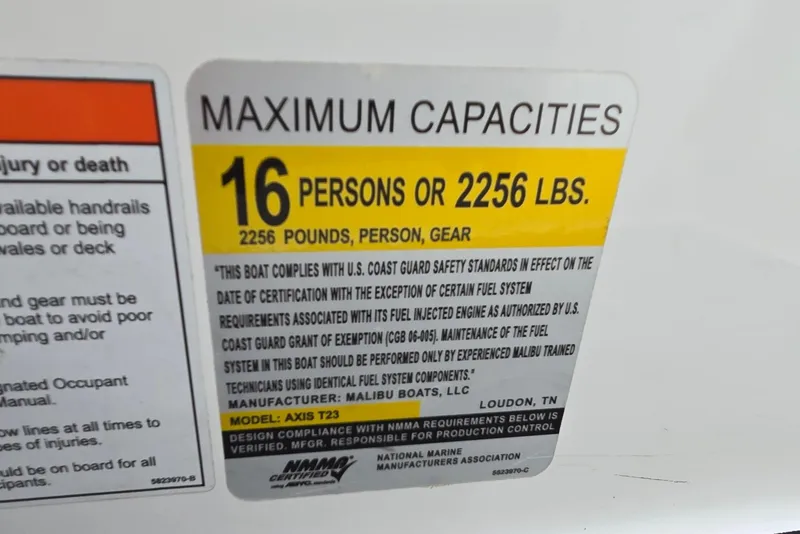 jury or death
vailable handrails
board or being
wales or deck
nd gear must be
boat to avoid poor
mping and/or
gnated Occupant
Manual.
ow lines at all times to
es of injuries.
uld be on board for all
cipants.
5823970-B
MAXIMUM CAPACITIES
16 PERSONS OR 2256 LBS.
2256 POUNDS, PERSON, GEAR
"THIS BOAT COMPLIES WITH U.S. COAST GUARD SAFETY STANDARDS IN EFFECT ON THE
DATE OF CERTIFICATION WITH THE EXCEPTION OF CERTAIN FUEL SYSTEM
REQUIREMENTS ASSOCIATED WITH ITS FUEL INJECTED ENGINE AS AUTHORIZED BY U.S.
COAST GUARD GRANT OF EXEMPTION (CGB 06-005). MAINTENANCE OF THE FUEL
SYSTEM IN THIS BOAT SHOULD BE PERFORMED ONLY BY EXPERIENCED MALIBU TRAINED
TECHNICIANS USING IDENTICAL FUEL SYSTEM COMPONENTS."
MANUFACTURER: MALIBU BOATS, LLC
LOUDON, TN
MODEL: AXIS T23
DESIGN COMPLIANCE WITH NMMA REQUIREMENTS BELOW IS
VERIFIED. MFGR. RESPONSIBLE FOR PRODUCTION CONTROL
NMMA
CERTIFIED
using ABYC standards
NATIONAL MARINE
MANUFACTURERS ASSOCIATION
5823970-C